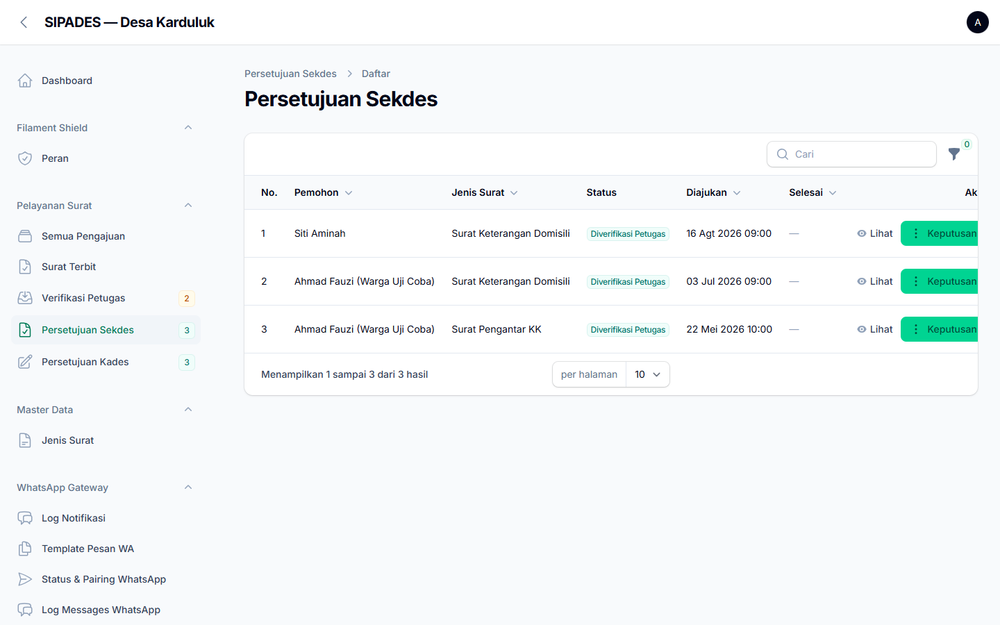 SIPADES — Desa Karduluk
A
Dashboard
Filament Shield
Peran
Pelayanan Surat
Semua Pengajuan
Surat Terbit
Verifikasi Petugas 2
Persetujuan Sekdes 3
Persetujuan Kades 3
Master Data
Jenis Surat
WhatsApp Gateway
Log Notifikasi
Template Pesan WA
Status & Pairing WhatsApp
Log Messages WhatsApp
Persetujuan Sekdes > Daftar
Persetujuan Sekdes
Cari
0
No. Pemohon Jenis Surat Status Diajukan Selesai Ak
1 Siti Aminah Surat Keterangan Domisili Diverifikasi Petugas 16 Agt 2026 09:00 — Lihat Keputusan
2 Ahmad Fauzi (Warga Uji Coba) Surat Keterangan Domisili Diverifikasi Petugas 03 Jul 2026 09:00 — Lihat Keputusan
3 Ahmad Fauzi (Warga Uji Coba) Surat Pengantar KK Diverifikasi Petugas 22 Mei 2026 10:00 — Lihat Keputusan
Menampilkan 1 sampai 3 dari 3 hasil per halaman 10